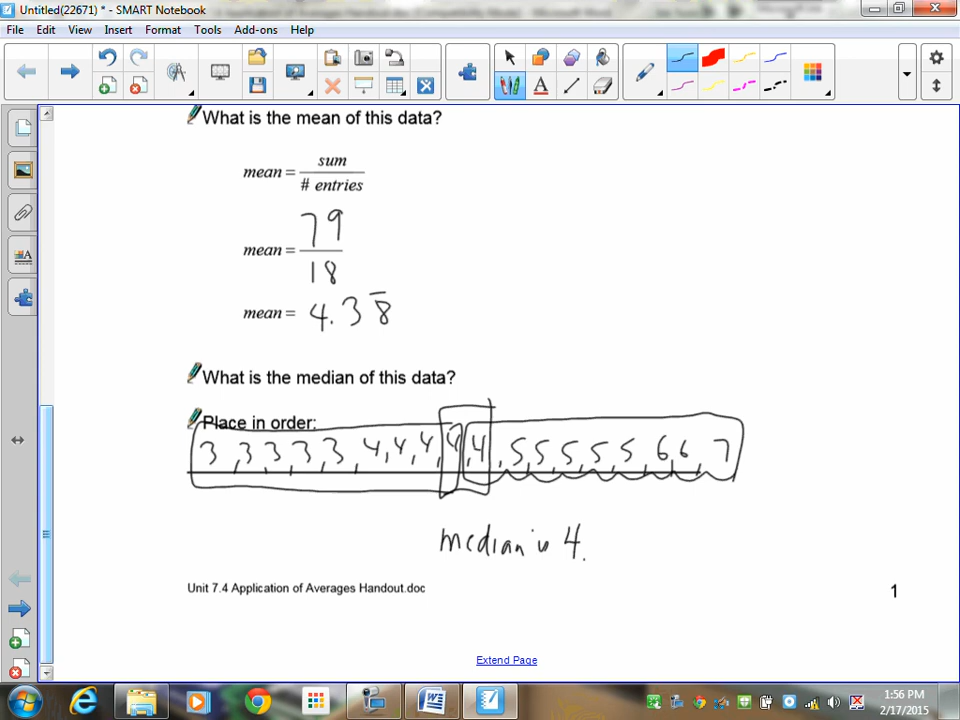 Untitled(22671) * - SMART Notebook
File Edit View Insert Format Tools Add-ons Help
What is the mean of this data?
mean = sum / # entries
mean = 79 / 18
mean = 4.38̅
What is the median of this data?
Place in order:
3,3,3,3,3,4,4,4,4,4,5,5,5,5,5,6,6,7
median is 4.
Unit 7.4 Application of Averages Handout.doc
1
Extend Page
1:56 PM
2/17/2015